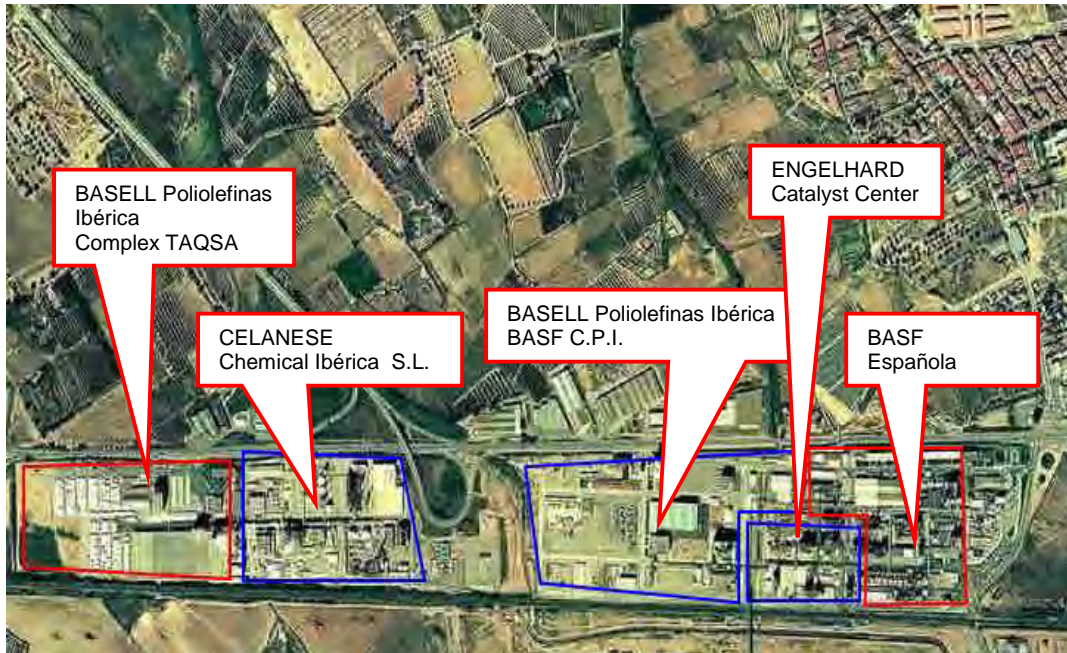 BASELL Poliolefinas
Ibérica
Complex TAQSA
CELANESE
Chemical Ibérica S.L.
BASELL Poliolefinas Ibérica
BASF C.P.I.
ENGELHARD
Catalyst Center
BASF
Española